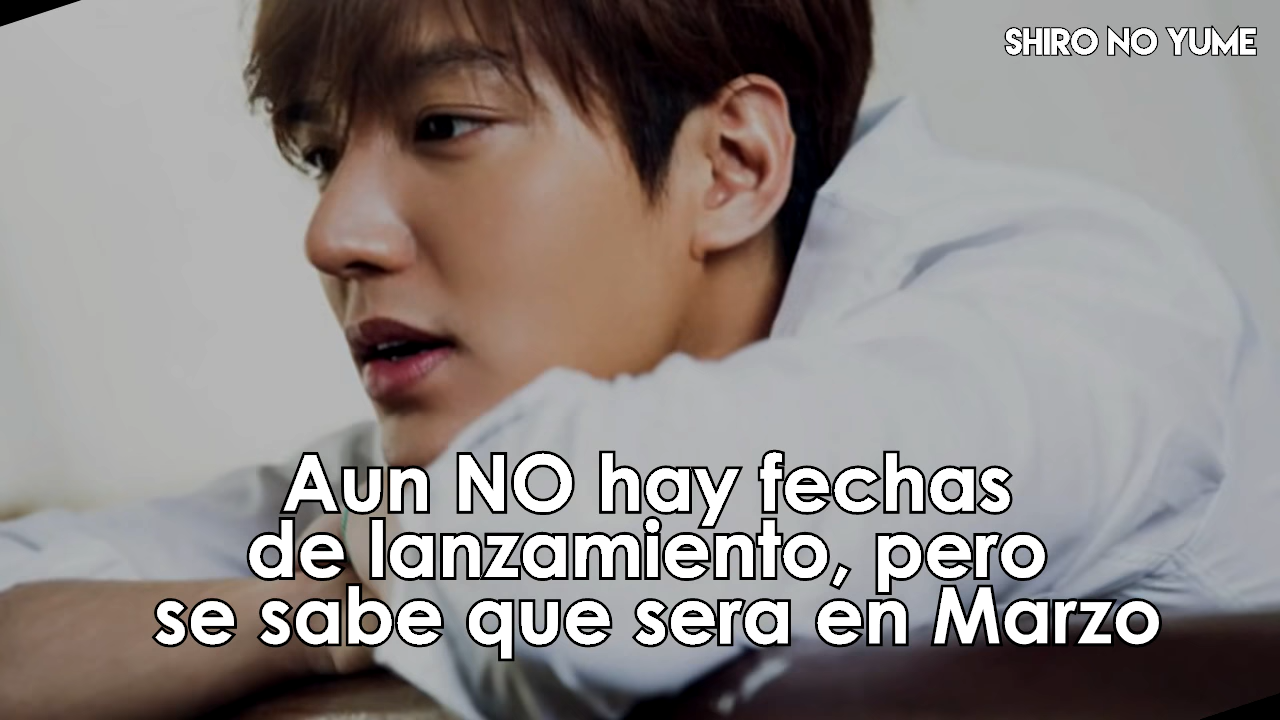 SHIRO NO YUME
Aun NO hay fechas
de lanzamiento, pero
se sabe que sera en Marzo